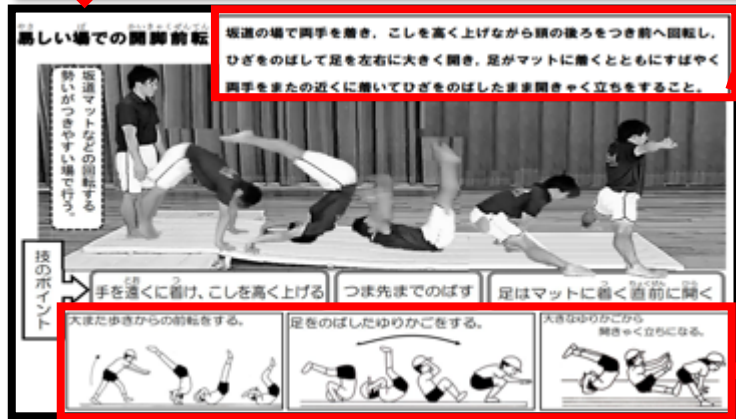 易しい場での開脚前転
坂道の場で両手を着き、こしを高く上げながら頭の後ろをつき前へ回転し、
ひざをのばして足を左右に大きく開き、足がマットに着くとともにすばやく
両手をまたの近くに着いてひざをのばしたまま開きゃく立ちをすること。
坂道マットなどの回転する
勢いがつきやすい場で行う。
技のポイント
手を遠くに着け、こしを高く上げる
つま先までのばす
足はマットに着く直前に開く
大また歩きからの前転をする。
足をのばしたゆりかごをする。
大きなゆりかごから
開きゃく立ちになる。